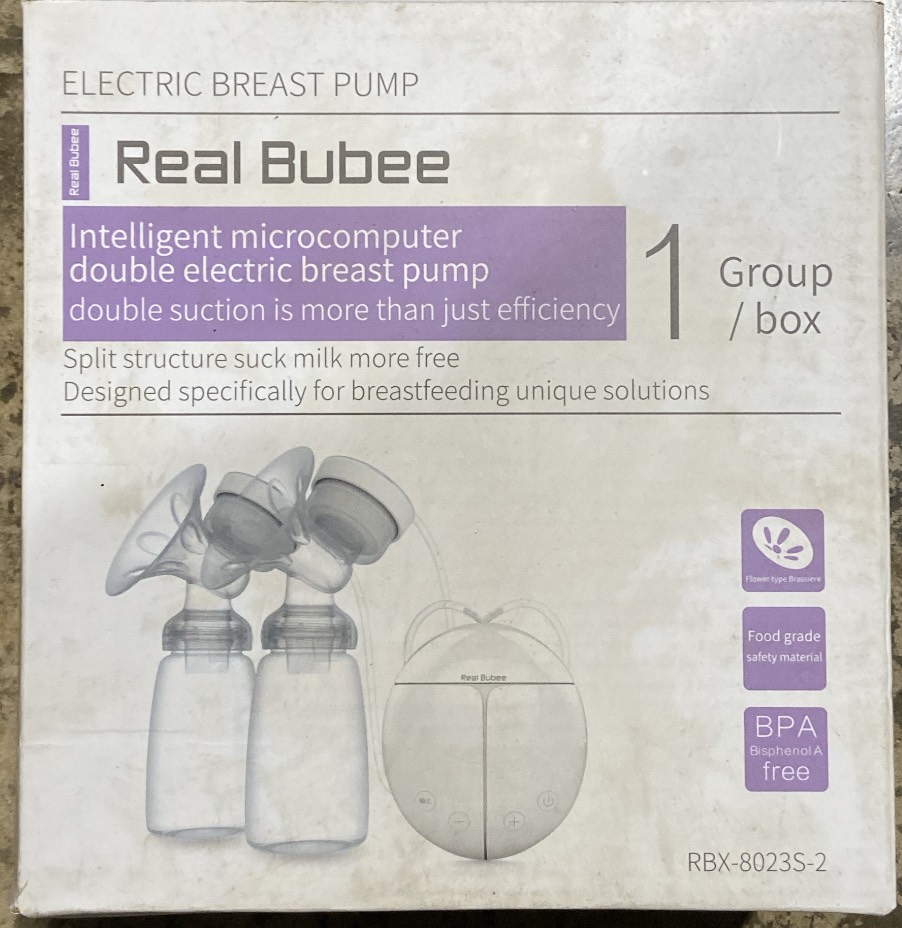 ELECTRIC BREAST PUMP
Real Bubee
Real Bubee
Intelligent microcomputer
double electric breast pump
double suction is more than just efficiency
1
Group
/ box
Split structure suck milk more free
Designed specifically for breastfeeding unique solutions
Flower type Brassiere
Food grade
safety material
Real Bubee
BPA
Bisphenol A
free
RBX-8023S-2